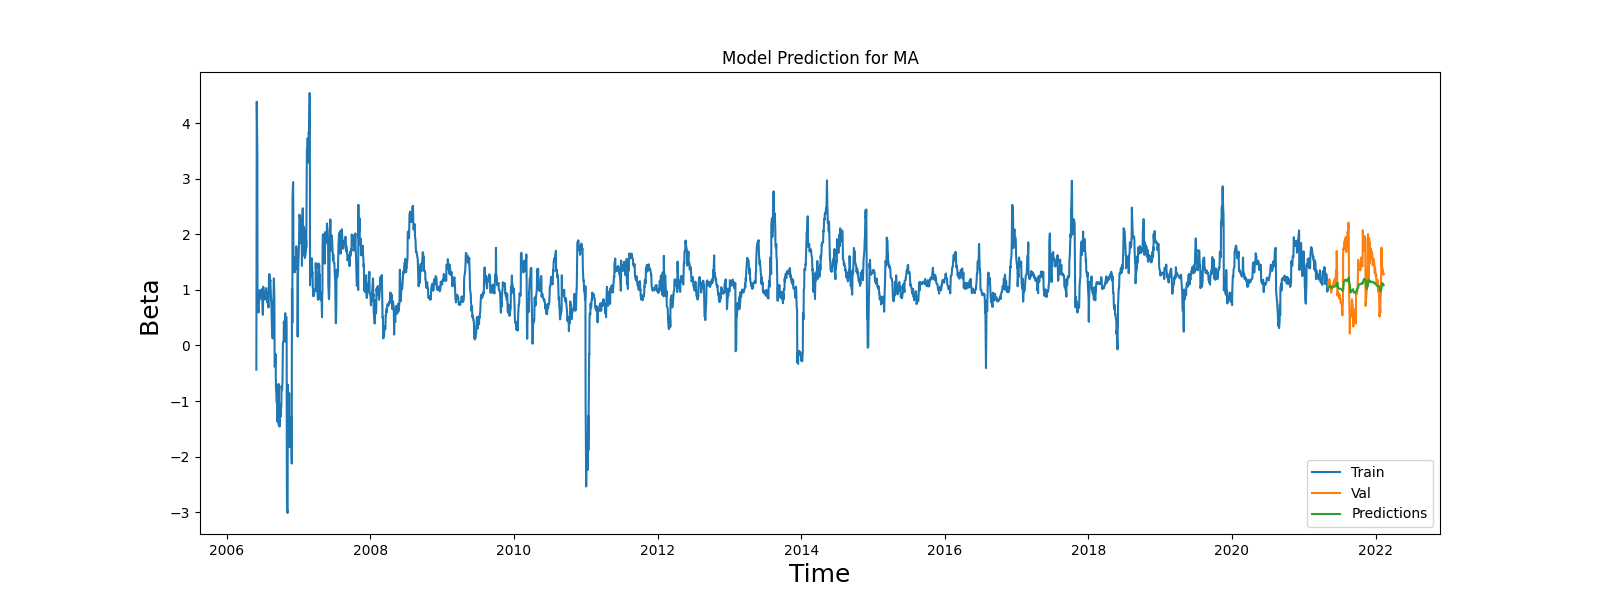 Model Prediction for MA
Beta
4
3
2
1
0
−1
−2
−3
Train
Val
Predictions
2006 2008 2010 2012 2014 2016 2018 2020 2022
Time